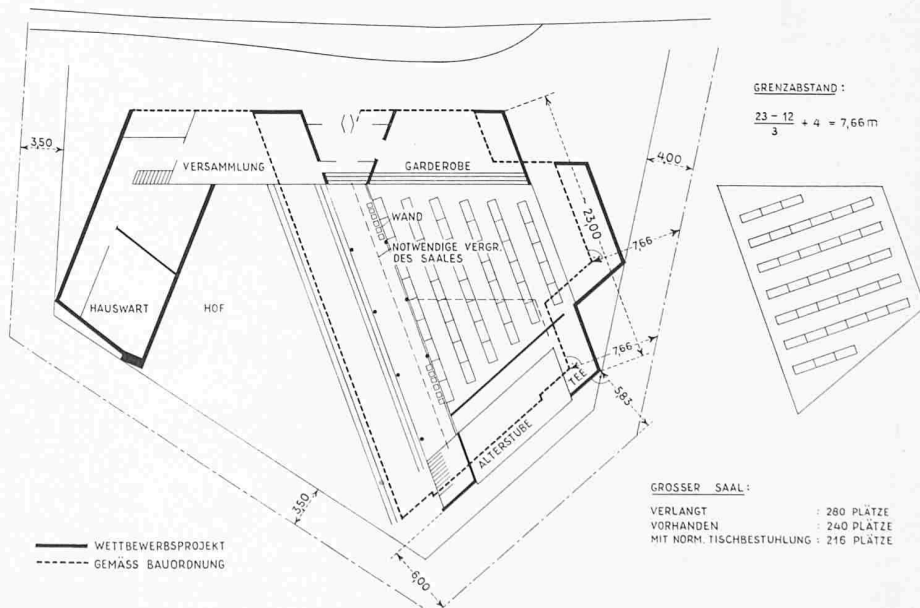 GRENZABSTAND :
23 – 12
3
+ 4 = 7,66 m
3,50
VERSAMMLUNG
GARDEROBE
4,00
WAND
23,00
NOTWENDIGE VERGR.
DES SAALES
7,66
HAUSWART
HOF
7,66
TEE
5,83
ALTERSTUBE
3,50
6,00
GROSSER SAAL :
VERLANGT : 280 PLÄTZE
VORHANDEN : 240 PLÄTZE
MIT NORM. TISCHBESTUHLUNG : 216 PLÄTZE
WETTBEWERBSPROJEKT
GEMÄSS BAUORDNUNG